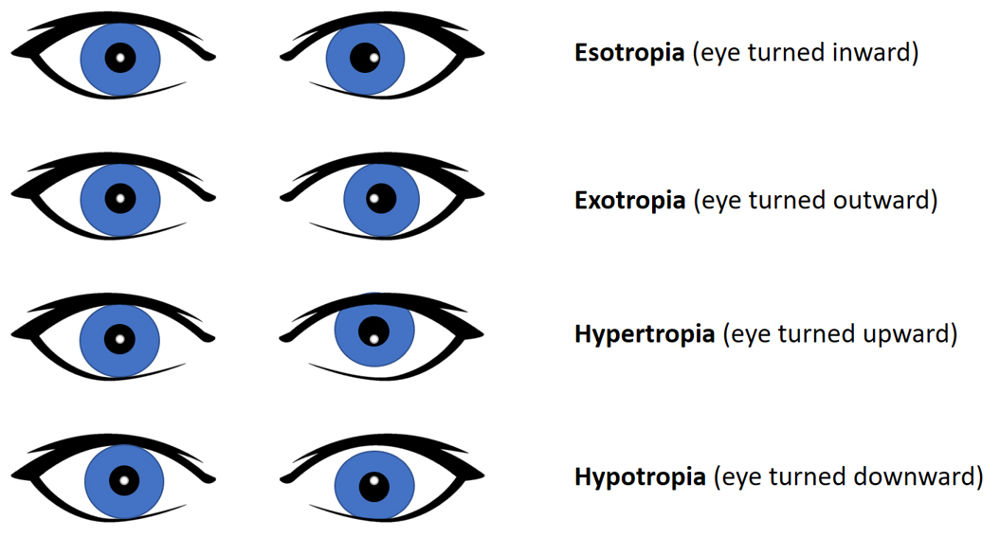 Esotropia (eye turned inward)
Exotropia (eye turned outward)
Hypertropia (eye turned upward)
Hypotropia (eye turned downward)